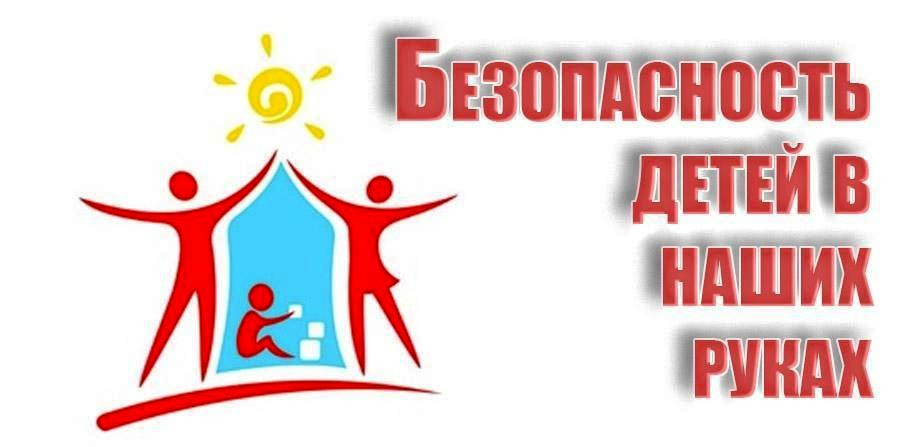 Безопасность
детей в
наших
руках